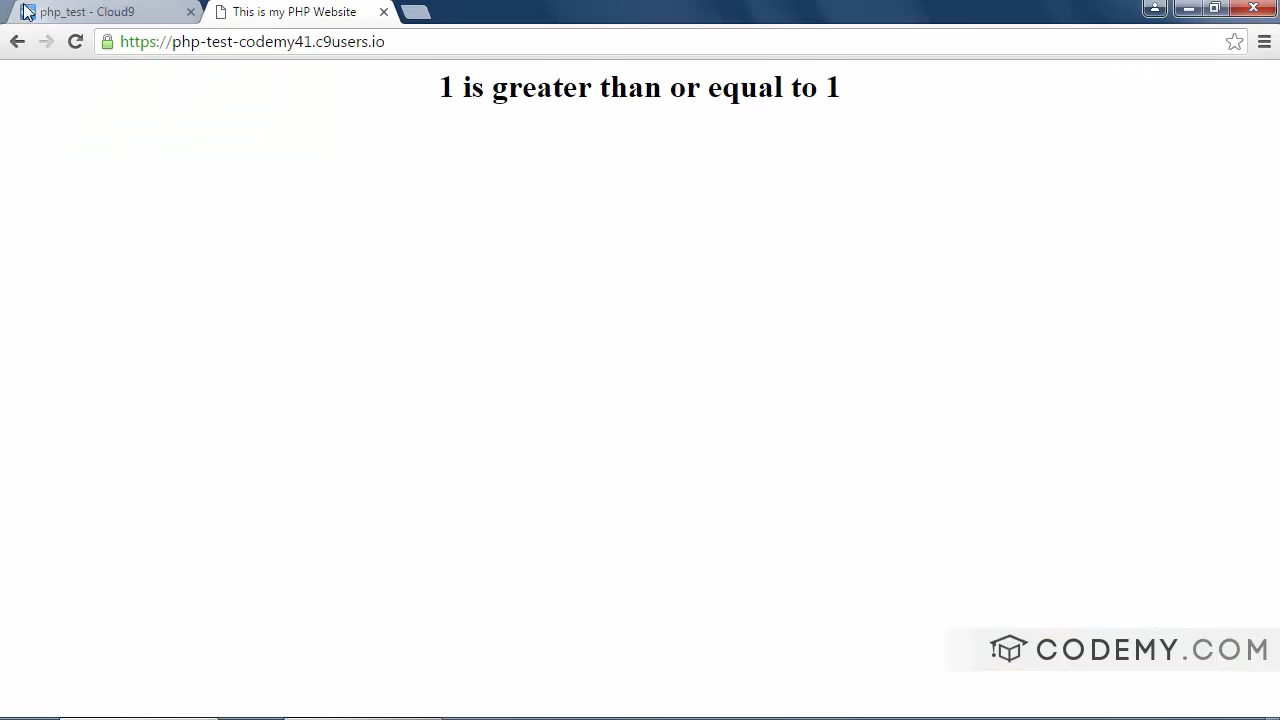 php_test - Cloud9
This is my PHP Website
https://php-test-codemy41.c9users.io
1 is greater than or equal to 1
CODEMY.COM